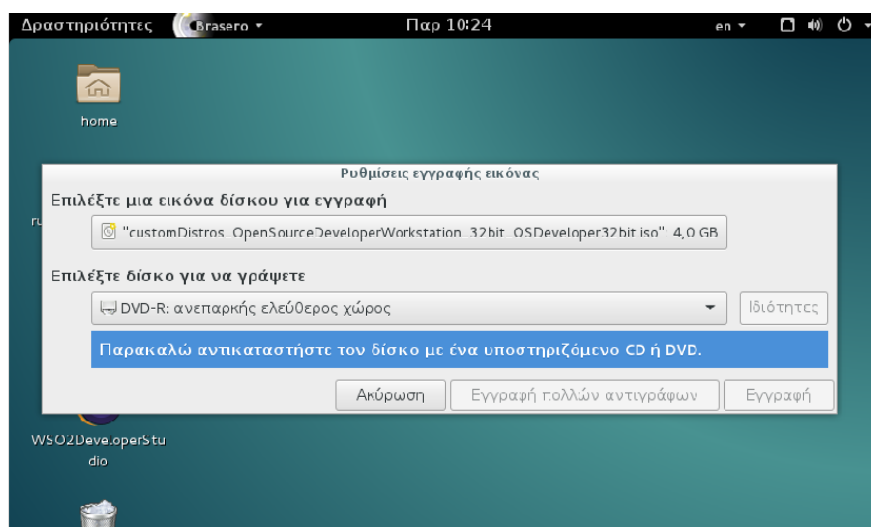 Δραστηριότητες Brasero Παρ 10:24 en
home
Ρυθμίσεις εγγραφής εικόνας
Επιλέξτε μια εικόνα δίσκου για εγγραφή
ru
"customDistros_OpenSourceDeveloperWorkstation_32bit_OSDeveloper32bit.iso": 4,0 GB
Επιλέξτε δίσκο για να γράψετε
DVD-R: ανεπαρκής ελεύθερος χώρος Ιδιότητες
Παρακαλώ αντικαταστήστε τον δίσκο με ένα υποστηριζόμενο CD ή DVD.
Ακύρωση Εγγραφή πολλών αντιγράφων Εγγραφή
WSO2DeveloperStu
dio